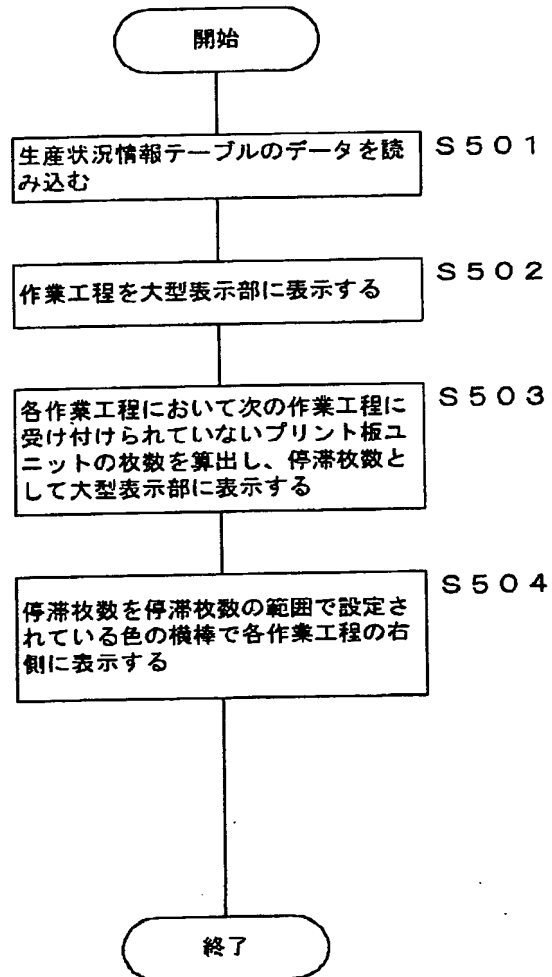 開始
生産状況情報テーブルのデータを読
み込む
S501
作業工程を大型表示部に表示する
S502
各作業工程において次の作業工程に
受け付けられていないプリント板ユ
ニットの枚数を算出し、停滞枚数と
して大型表示部に表示する
S503
停滞枚数を停滞枚数の範囲で設定さ
れている色の横棒で各作業工程の右
側に表示する
S504
終了